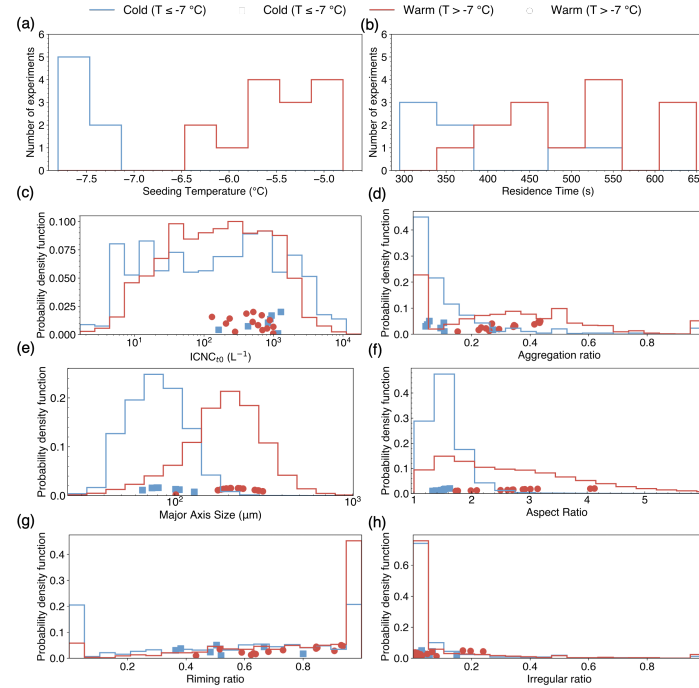 Cold (T ≤ -7 °C) Cold (T ≤ -7 °C) Warm (T > -7 °C) Warm (T > -7 °C)
(a) (b)
6 5 4 3 2 1 0
Number of experiments
−7.5 −7.0 −6.5 −6.0 −5.5 −5.0
Seeding Temperature (°C)
6 5 4 3 2 1 0
Number of experiments
300 350 400 450 500 550 600 650
Residence Time (s)
(c) (d)
0.100 0.075 0.050 0.025 0.000
Probability density function
10¹ 10² 10³ 10⁴
ICNCt0 (L⁻¹)
0.4 0.3 0.2 0.1 0.0
Probability density function
0.2 0.4 0.6 0.8
Aggregation ratio
(e) (f)
0.2 0.1 0.0
Probability density function
10² 10³
Major Axis Size (μm)
0.5 0.4 0.3 0.2 0.1 0.0
Probability density function
1 2 3 4 5
Aspect Ratio
(g) (h)
0.4 0.3 0.2 0.1 0.0
Probability density function
0.2 0.4 0.6 0.8
Riming ratio
0.6 0.4 0.2 0.0
Probability density function
0.2 0.4 0.6 0.8
Irregular ratio